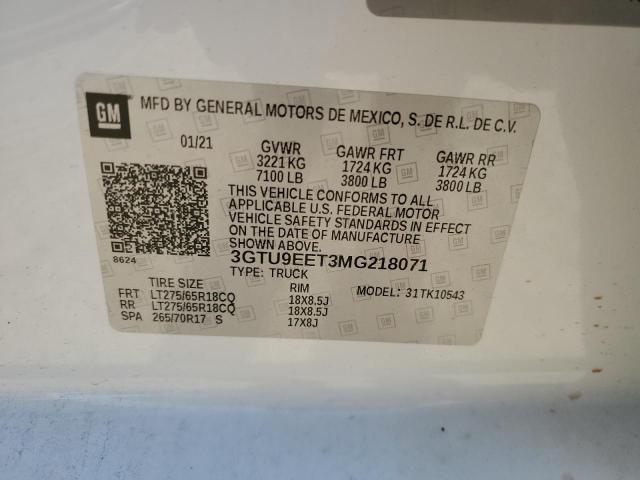 GM
MFD BY GENERAL MOTORS DE MEXICO, S. DE R.L. DE C.V.
01/21 GVWR GAWR FRT GAWR RR
3221 KG 1724 KG 1724 KG
7100 LB 3800 LB 3800 LB
THIS VEHICLE CONFORMS TO ALL
APPLICABLE U.S. FEDERAL MOTOR
VEHICLE SAFETY STANDARDS IN EFFECT
ON THE DATE OF MANUFACTURE
SHOWN ABOVE.
8624
3GTU9EET3MG218071
TYPE: TRUCK
TIRE SIZE RIM MODEL: 31TK10543
FRT LT275/65R18CQ 18X8.5J
RR LT275/65R18CQ 18X8.5J
SPA 265/70R17 S 17X8J